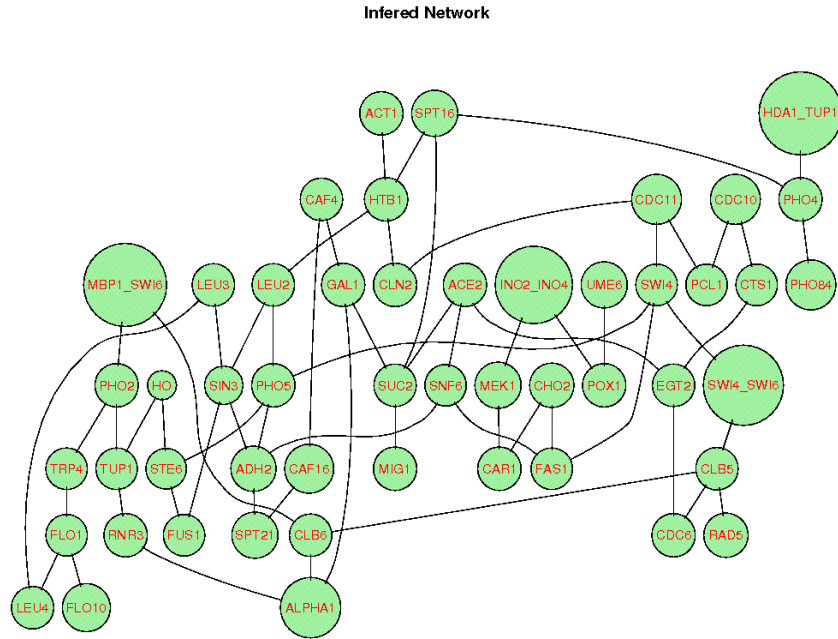 Infered Network
HDA1_TUP1
ACT1
SPT16
CAF4
HTB1
CDC11
CDC10
PHO4
MBP1_SWI6
LEU3
LEU2
GAL1
CLN2
ACE2
INO2_INO4
UME6
SWI4
PCL1
CTS1
PHO84
PHO2
HO
SIN3
PHO5
SUC2
SNF6
MEK1
CHO2
POX1
EGT2
SWI4_SWI6
TRP4
TUP1
STE6
ADH2
CAF16
MIG1
CAR1
FAS1
CLB5
FLO1
RNR3
FUS1
SPT21
CLB6
CDC6
RAD5
LEU4
FLO10
ALPHA1